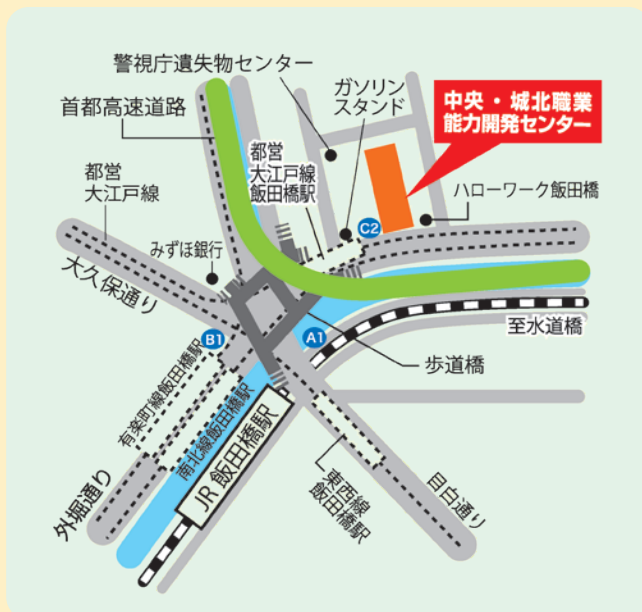 警視庁遺失物センター
ガソリン
スタンド
中央・城北職業
能力開発センター
首都高速道路
都営
大江戸線
飯田橋駅
都営
大江戸線
ハローワーク飯田橋
C2
みずほ銀行
大久保通り
至水道橋
B1
A1
歩道橋
有楽町線飯田橋駅
南北線飯田橋駅
JR 飯田橋駅
東西線
飯田橋駅
目白通り
外堀通り